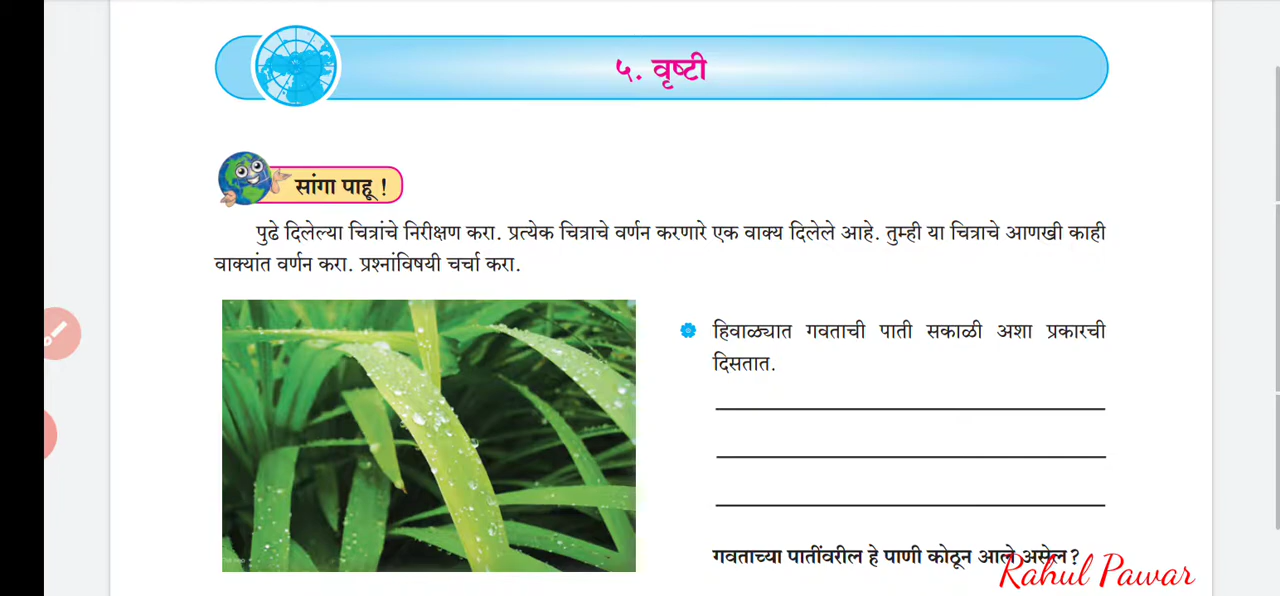 ५. वृष्टी
सांगा पाहू !
पुढे दिलेल्या चित्रांचे निरीक्षण करा. प्रत्येक चित्राचे वर्णन करणारे एक वाक्य दिलेले आहे. तुम्ही या चित्राचे आणखी काही
वाक्यांत वर्णन करा. प्रश्नांविषयी चर्चा करा.
हिवाळ्यात गवताची पाती सकाळी अशा प्रकारची
दिसतात.
गवताच्या पातींवरील हे पाणी कोठून आले असेल ?
Rahul Pawar